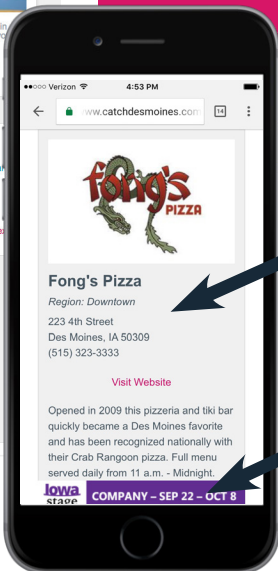 ●●○○○ Verizon 4:53 PM
ww.catchdesmoines.com 14
fong's
PIZZA
Fong's Pizza
Region: Downtown
223 4th Street
Des Moines, IA 50309
(515) 323-3333
Visit Website
Opened in 2009 this pizzeria and tiki bar
quickly became a Des Moines favorite
and has been recognized nationally with
their Crab Rangoon pizza. Full menu
served daily from 11 a.m. - Midnight.
Iowa
stage
COMPANY – SEP 22 – OCT 8